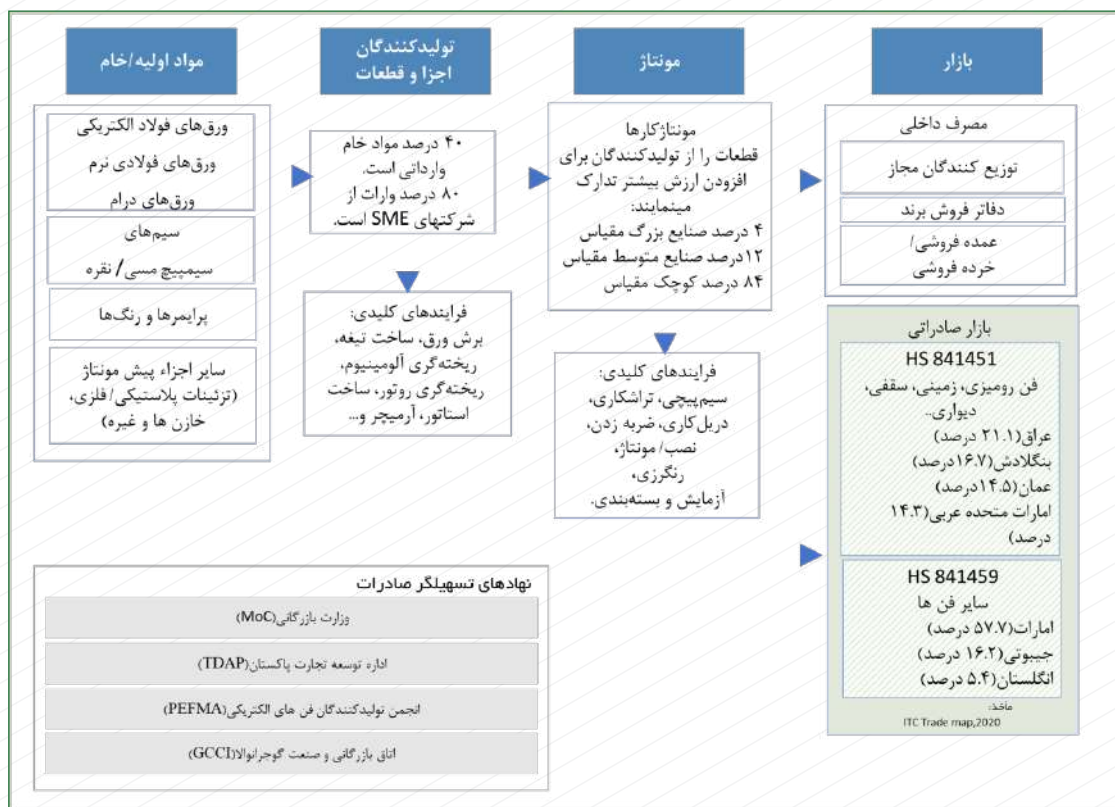 مواد اولیه/خام
ورق‌های فولاد الکتریکی
ورق‌های فولادی نرم
ورق‌های درام
سیم‌های
سیمپیچ مسی/ نقره
پرایمرها و رنگ‌ها
سایر اجزاء پیش مونتاژ
(تزئینات پلاستیکی/ فلزی،
خازن ها و غیره)
تولیدکنندگان
اجزا و قطعات
۴۰ درصد مواد خام
وارداتی است.
۸۰ درصد وارات از
شرکتهای SME است.
فرایندهای کلیدی:
برش ورق، ساخت تیغه،
ریخته‌گری آلومینیوم،
ریخته‌گری روتور، ساخت
استاتور، آرمیچر و...
مونتاژ
مونتاژکارها
قطعات را از تولیدکنندگان برای
افزودن ارزش بیشتر تدارک
مینمایند:
۴ درصد صنایع بزرگ مقیاس
۱۲درصد صنایع متوسط مقیاس
۸۴ درصد کوچک مقیاس
فرایندهای کلیدی:
سیم‌پیچی، تراشکاری،
دریل‌کاری، ضربه زدن،
نصب/ مونتاژ،
رنگرزی،
آزمایش و بسته‌بندی.
بازار
مصرف داخلی
توزیع کنندگان مجاز
دفاتر فروش برند
عمده فروشی/
خرده فروشی
بازار صادراتی
HS 841451
فن رومیزی، زمینی، سقفی،
دیواری..
عراق(۲۱.۱ درصد)
بنگلادش(۱۶.۷درصد)
عمان(۱۴.۵درصد)
امارات متحده عربی(۱۴.۳
درصد)
HS 841459
سایر فن ها
امارات(۵۷.۷ درصد)
جیبوتی(۱۶.۲ درصد)
انگلستان(۵.۴ درصد)
ماخذ:
ITC Trade map,2020
نهادهای تسهیلگر صادرات
وزارت بازرگانی(MoC)
اداره توسعه تجارت پاکستان(TDAP)
انجمن تولیدکنندگان فن های الکتریکی(PEFMA)
اتاق بازرگانی و صنعت گوجرانوالا(GCCI)